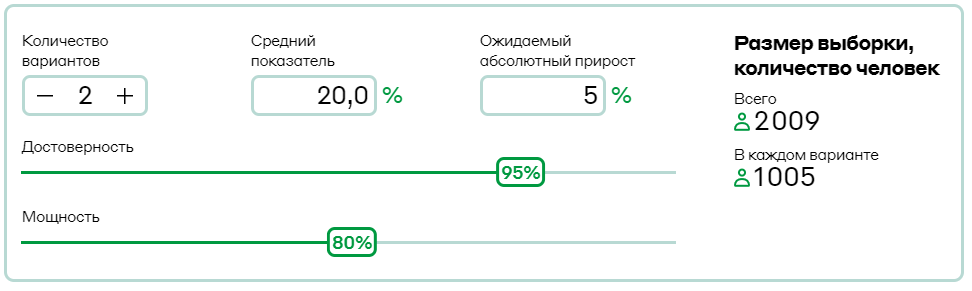 Количество
вариантов
− 2 +
Средний
показатель
20,0 %
Ожидаемый
абсолютный прирост
5 %
Достоверность
95%
Мощность
80%
Размер выборки,
количество человек
Всего
2009
В каждом варианте
1005